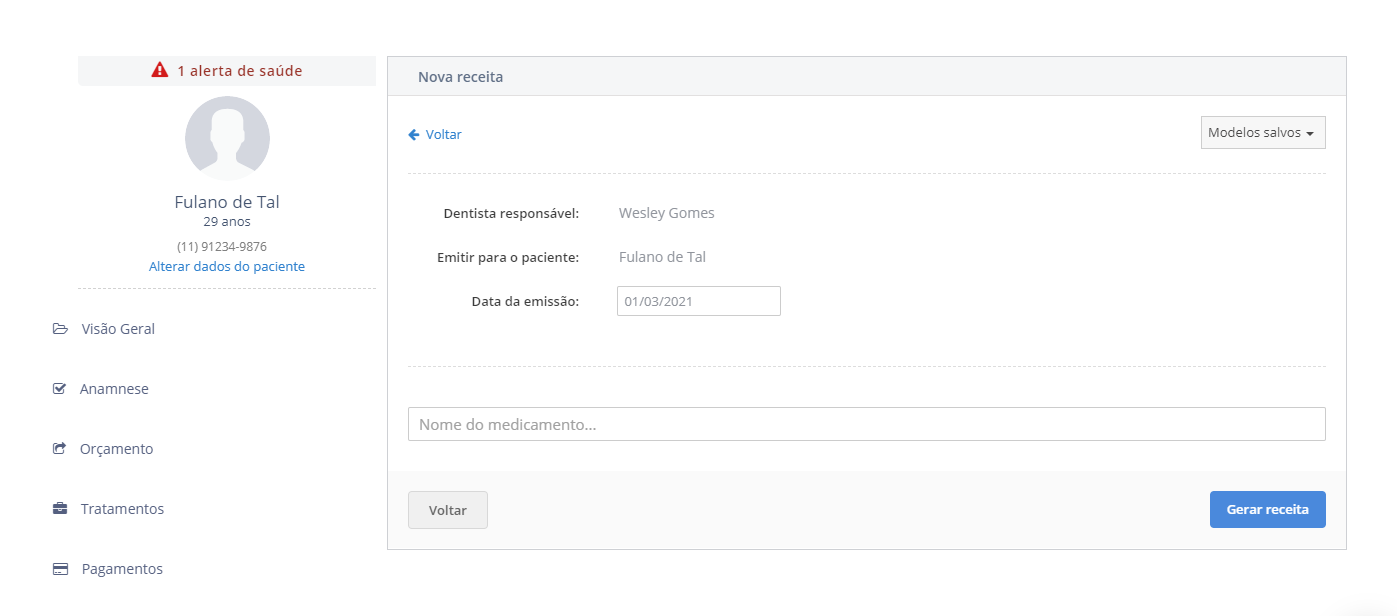 1 alerta de saúde
Fulano de Tal
29 anos
(11) 91234-9876
Alterar dados do paciente
Visão Geral
Anamnese
Orçamento
Tratamentos
Pagamentos
Nova receita
Voltar
Modelos salvos
Dentista responsável: Wesley Gomes
Emitir para o paciente: Fulano de Tal
Data da emissão: 01/03/2021
Nome do medicamento...
Voltar
Gerar receita